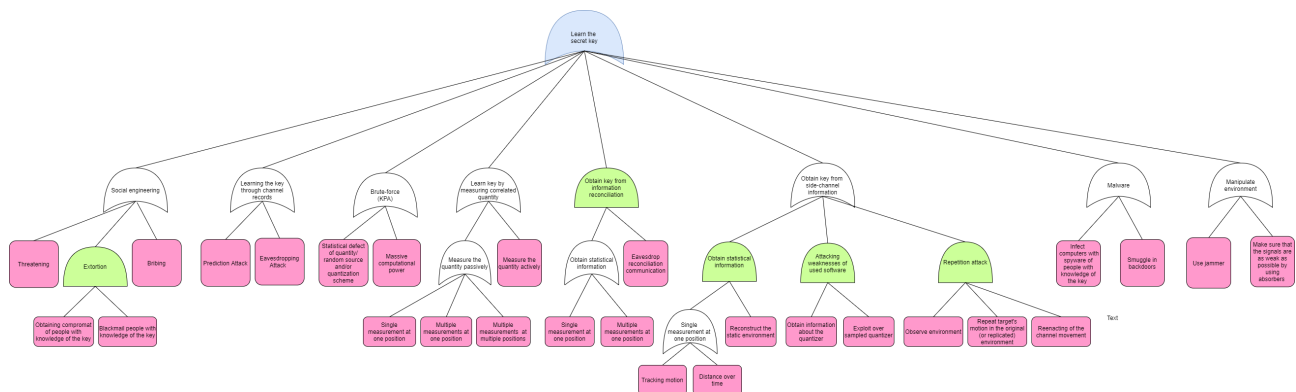 Learn the
secret key
Social engineering
Learning the key
through channel
records
Brute-force
(KPA)
Learn key by
measuring correlated
quantity
Obtain key from
information
reconciliation
Obtain key from
side-channel
information
Malware
Manipulate
environment
Threatening
Extortion
Bribing
Prediction Attack
Eavesdropping
Attack
Statistical defect
of quantity/
random source
and/or
quantization
scheme
Massive
computational
power
Measure the
quantity passively
Measure the
quantity actively
Obtain statistical
information
Eavesdrop
reconciliation
communication
Obtain statistical
information
Attacking
weaknesses of
used software
Repetition attack
Infect
computers with
spyware of
people with
knowledge of
the key
Smuggle in
backdoors
Use jammer
Make sure that
the signals are
as weak as
possible by
using
absorbers
Obtaining compromat
of people with
knowledge of the key
Blackmail people with
knowledge of the key
Single
measurement at
one position
Multiple
measurements at
one position
Multiple
measurements at
multiple positions
Single
measurement at
one position
Multiple
measurements at
one position
Single
measurement at
one position
Reconstruct the
static environment
Obtain information
about the
quantizer
Exploit over
sampled quantizer
Observe environment
Repeat target's
motion in the original
(or replicated)
environment
Reenacting of the
channel movement
Text
Tracking motion
Distance over
time